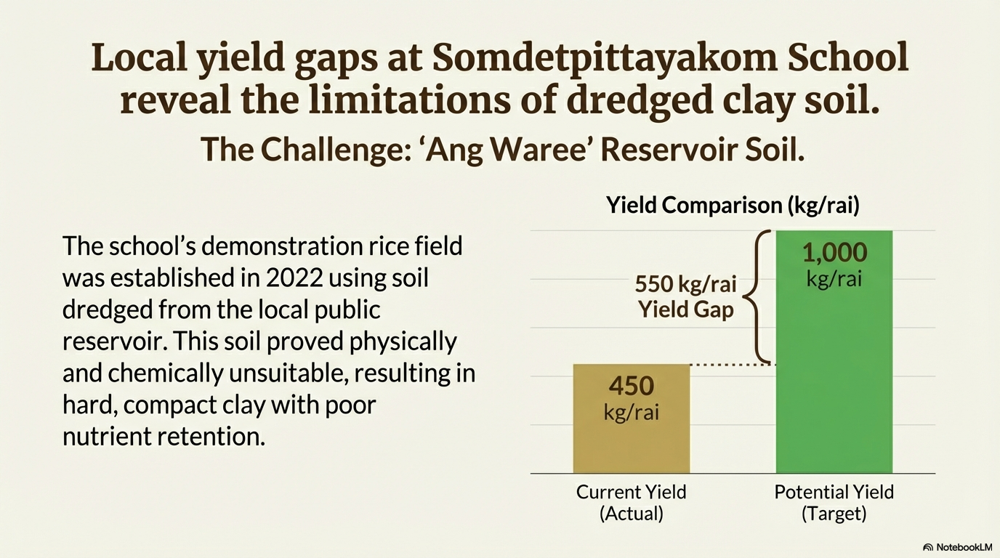 Local yield gaps at Somdetpittayakom School
reveal the limitations of dredged clay soil.
The Challenge: ‘Ang Waree’ Reservoir Soil.
The school’s demonstration rice field
was established in 2022 using soil
dredged from the local public
reservoir. This soil proved physically
and chemically unsuitable, resulting in
hard, compact clay with poor
nutrient retention.
Yield Comparison (kg/rai)
1,000
kg/rai
550 kg/rai
Yield Gap
450
kg/rai
Current Yield
(Actual)
Potential Yield
(Target)
NotebookLM